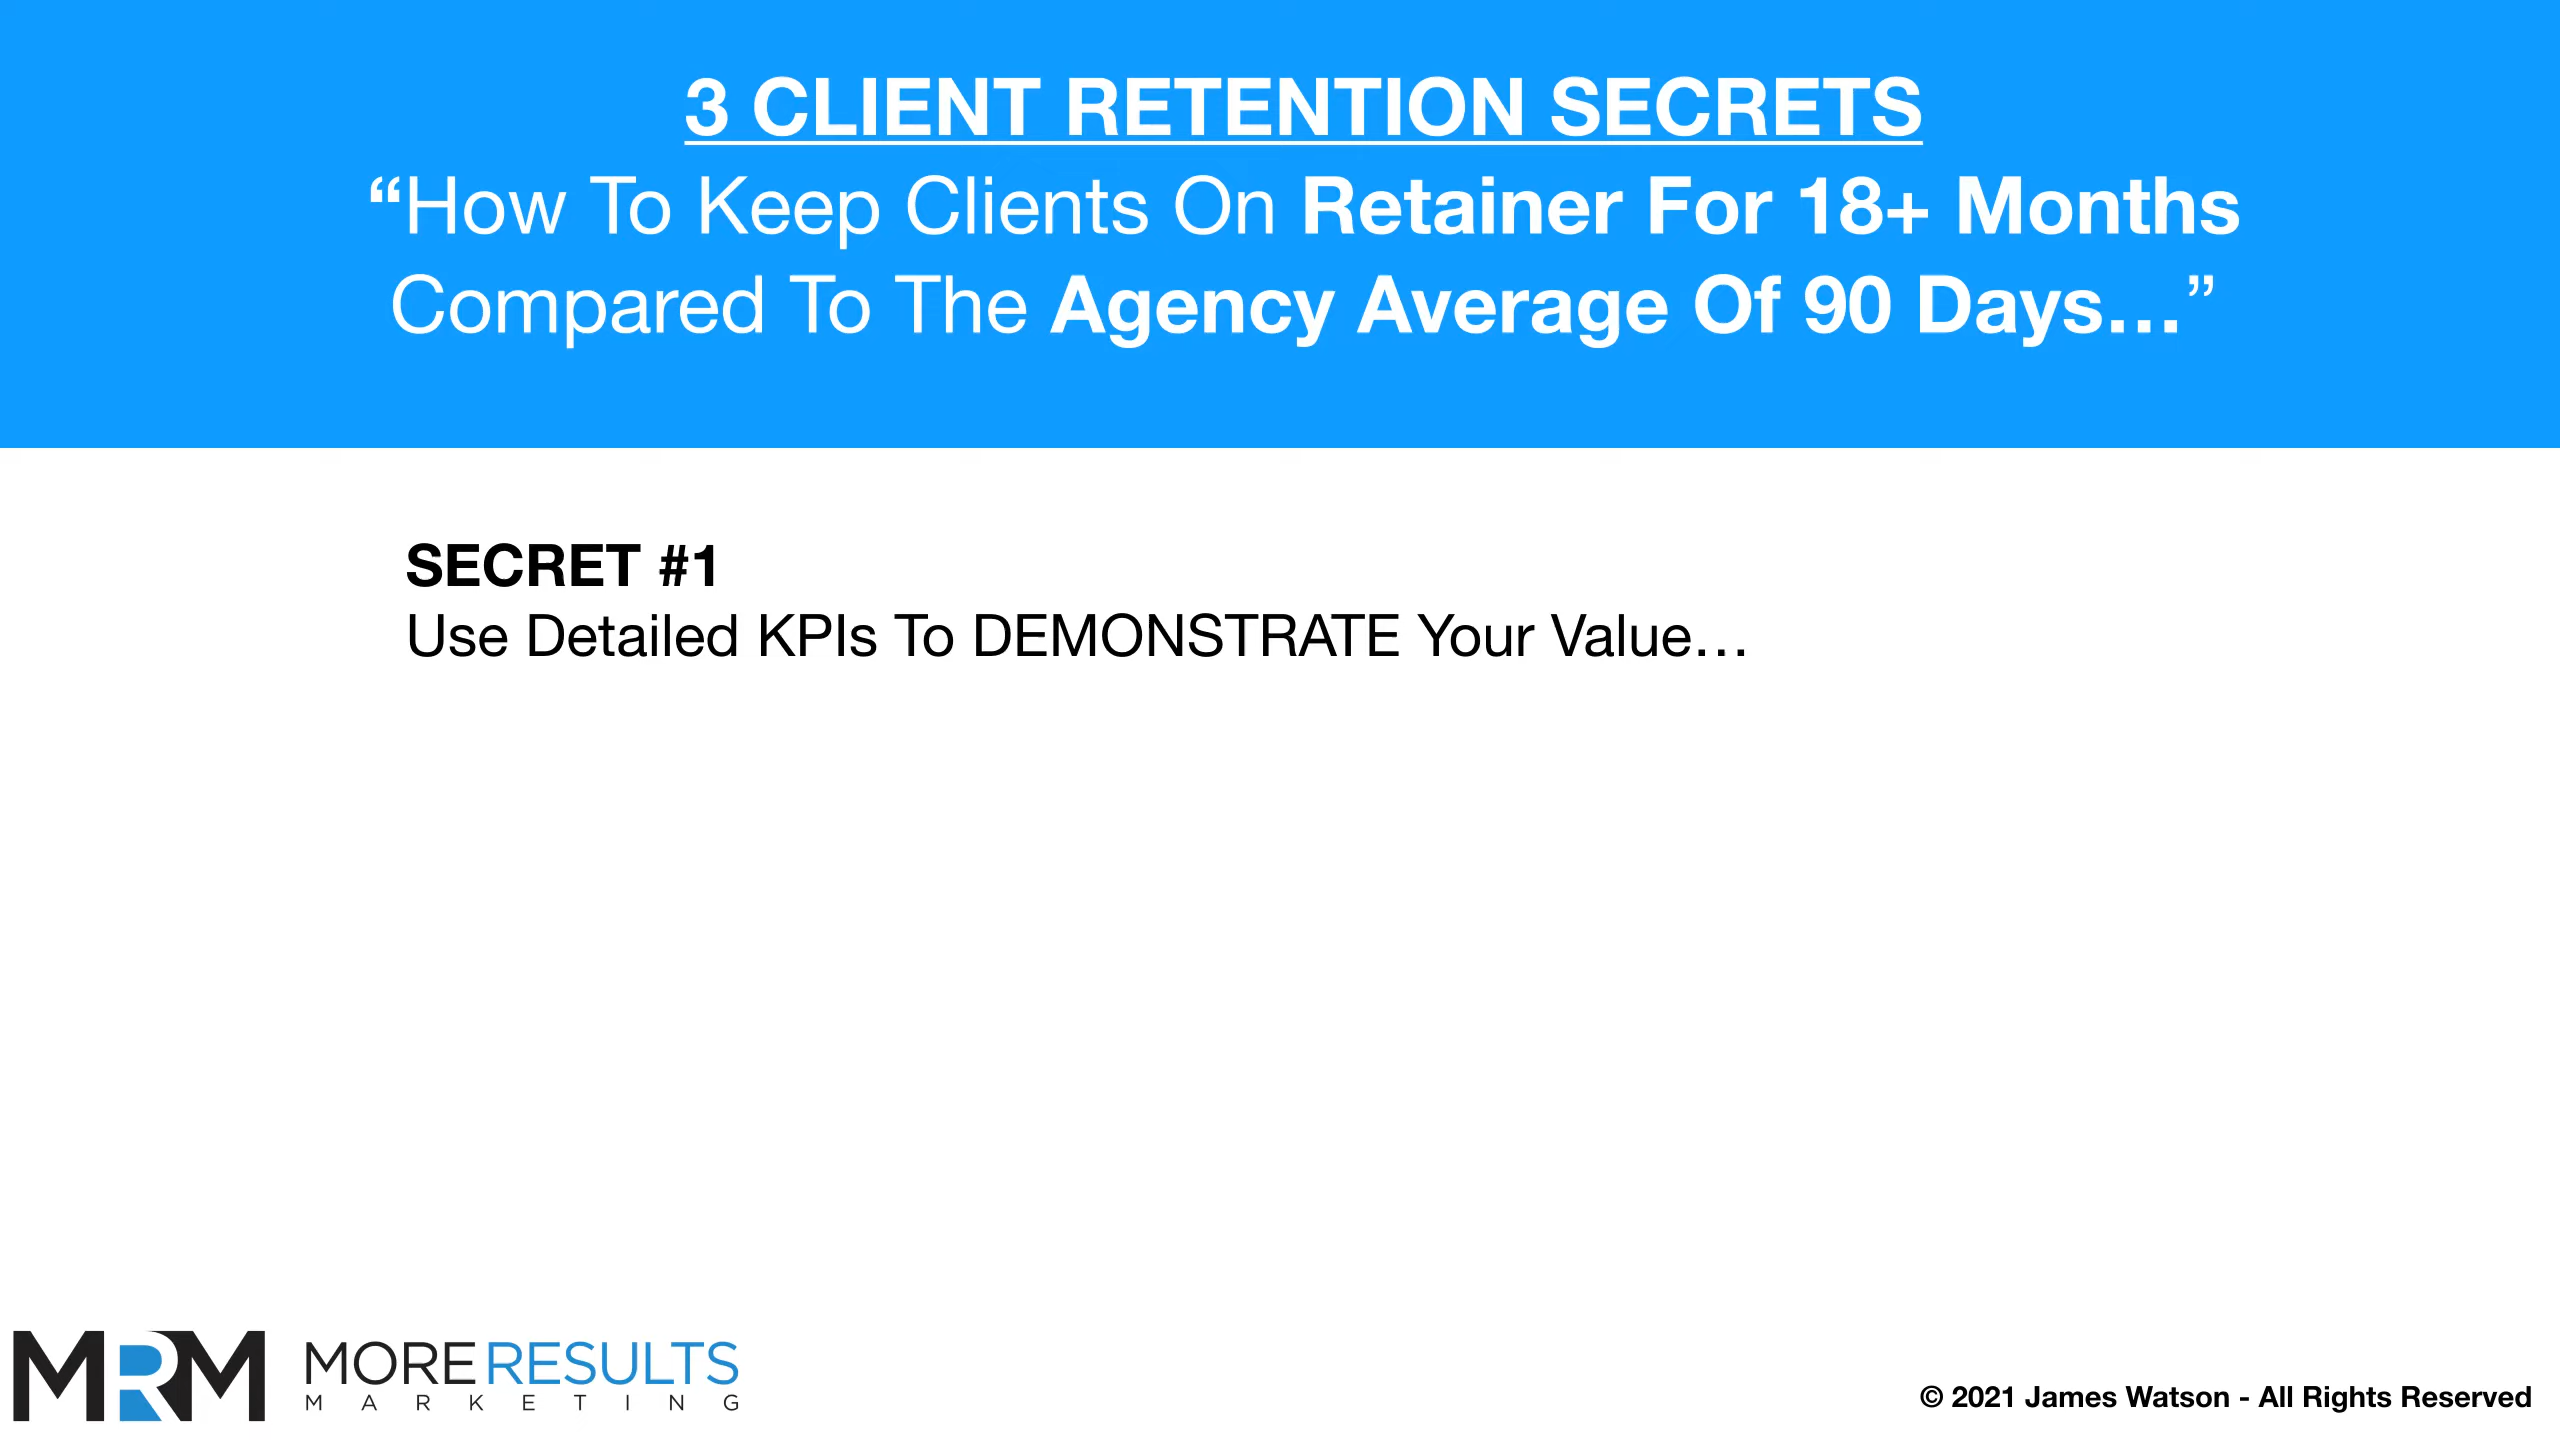 3 CLIENT RETENTION SECRETS
“How To Keep Clients On Retainer For 18+ Months
Compared To The Agency Average Of 90 Days…”
SECRET #1
Use Detailed KPIs To DEMONSTRATE Your Value…
MRM
MORE RESULTS
MARKETING
© 2021 James Watson - All Rights Reserved